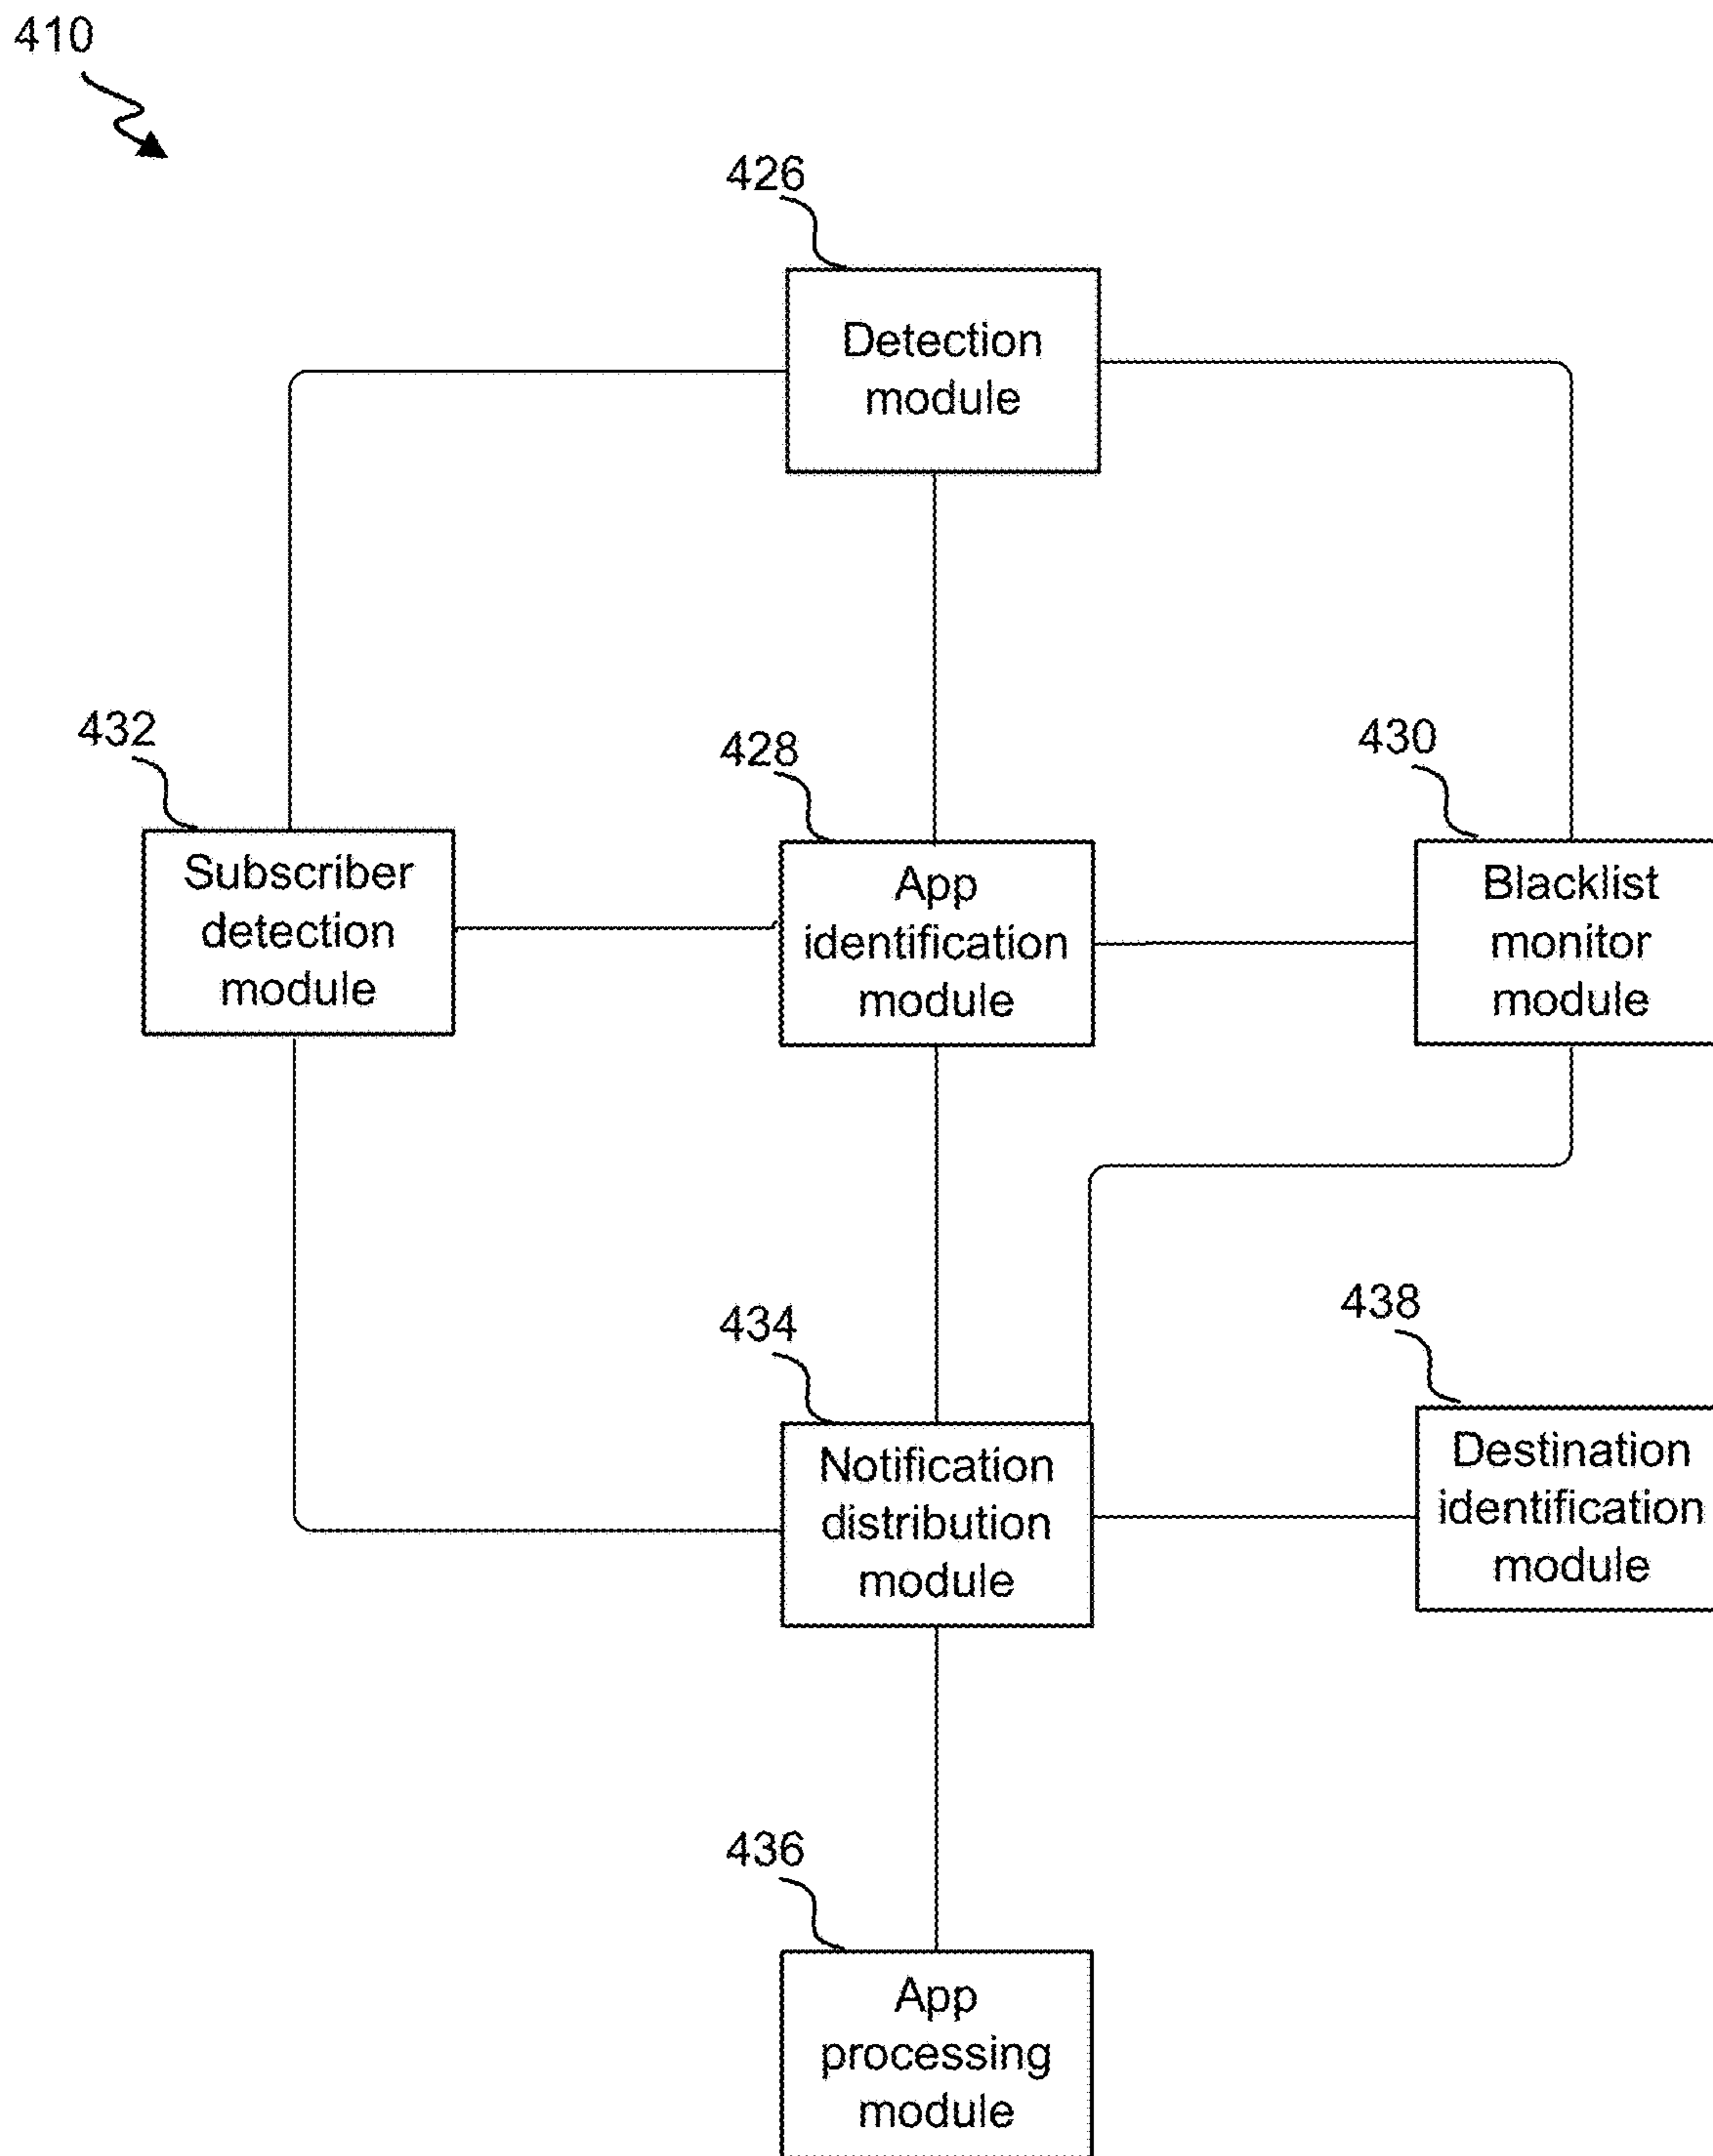 410
426
Detection
module
432
428
430
Subscriber
detection
module
App
identification
module
Blacklist
monitor
module
434
438
Notification
distribution
module
Destination
identification
module
436
App
processing
module